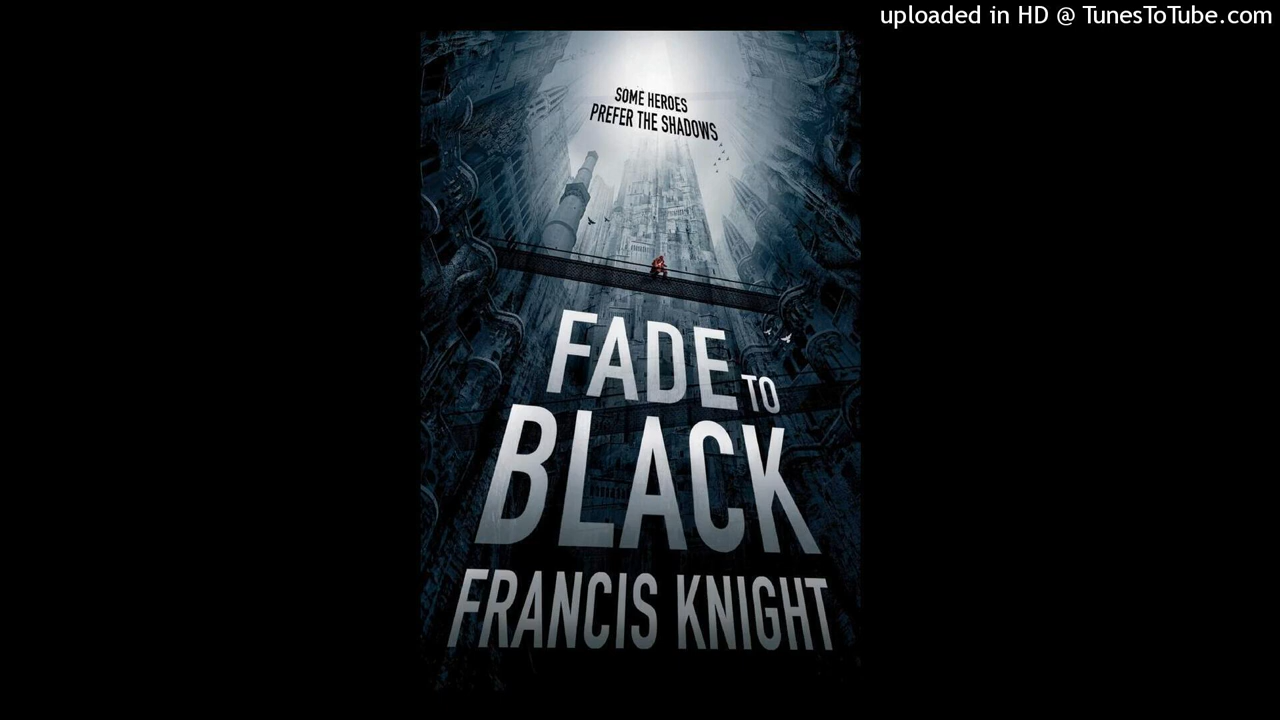 uploaded in HD @ TunesToTube.com
SOME HEROES
PREFER THE SHADOWS
FADE TO
BLACK
FRANCIS KNIGHT